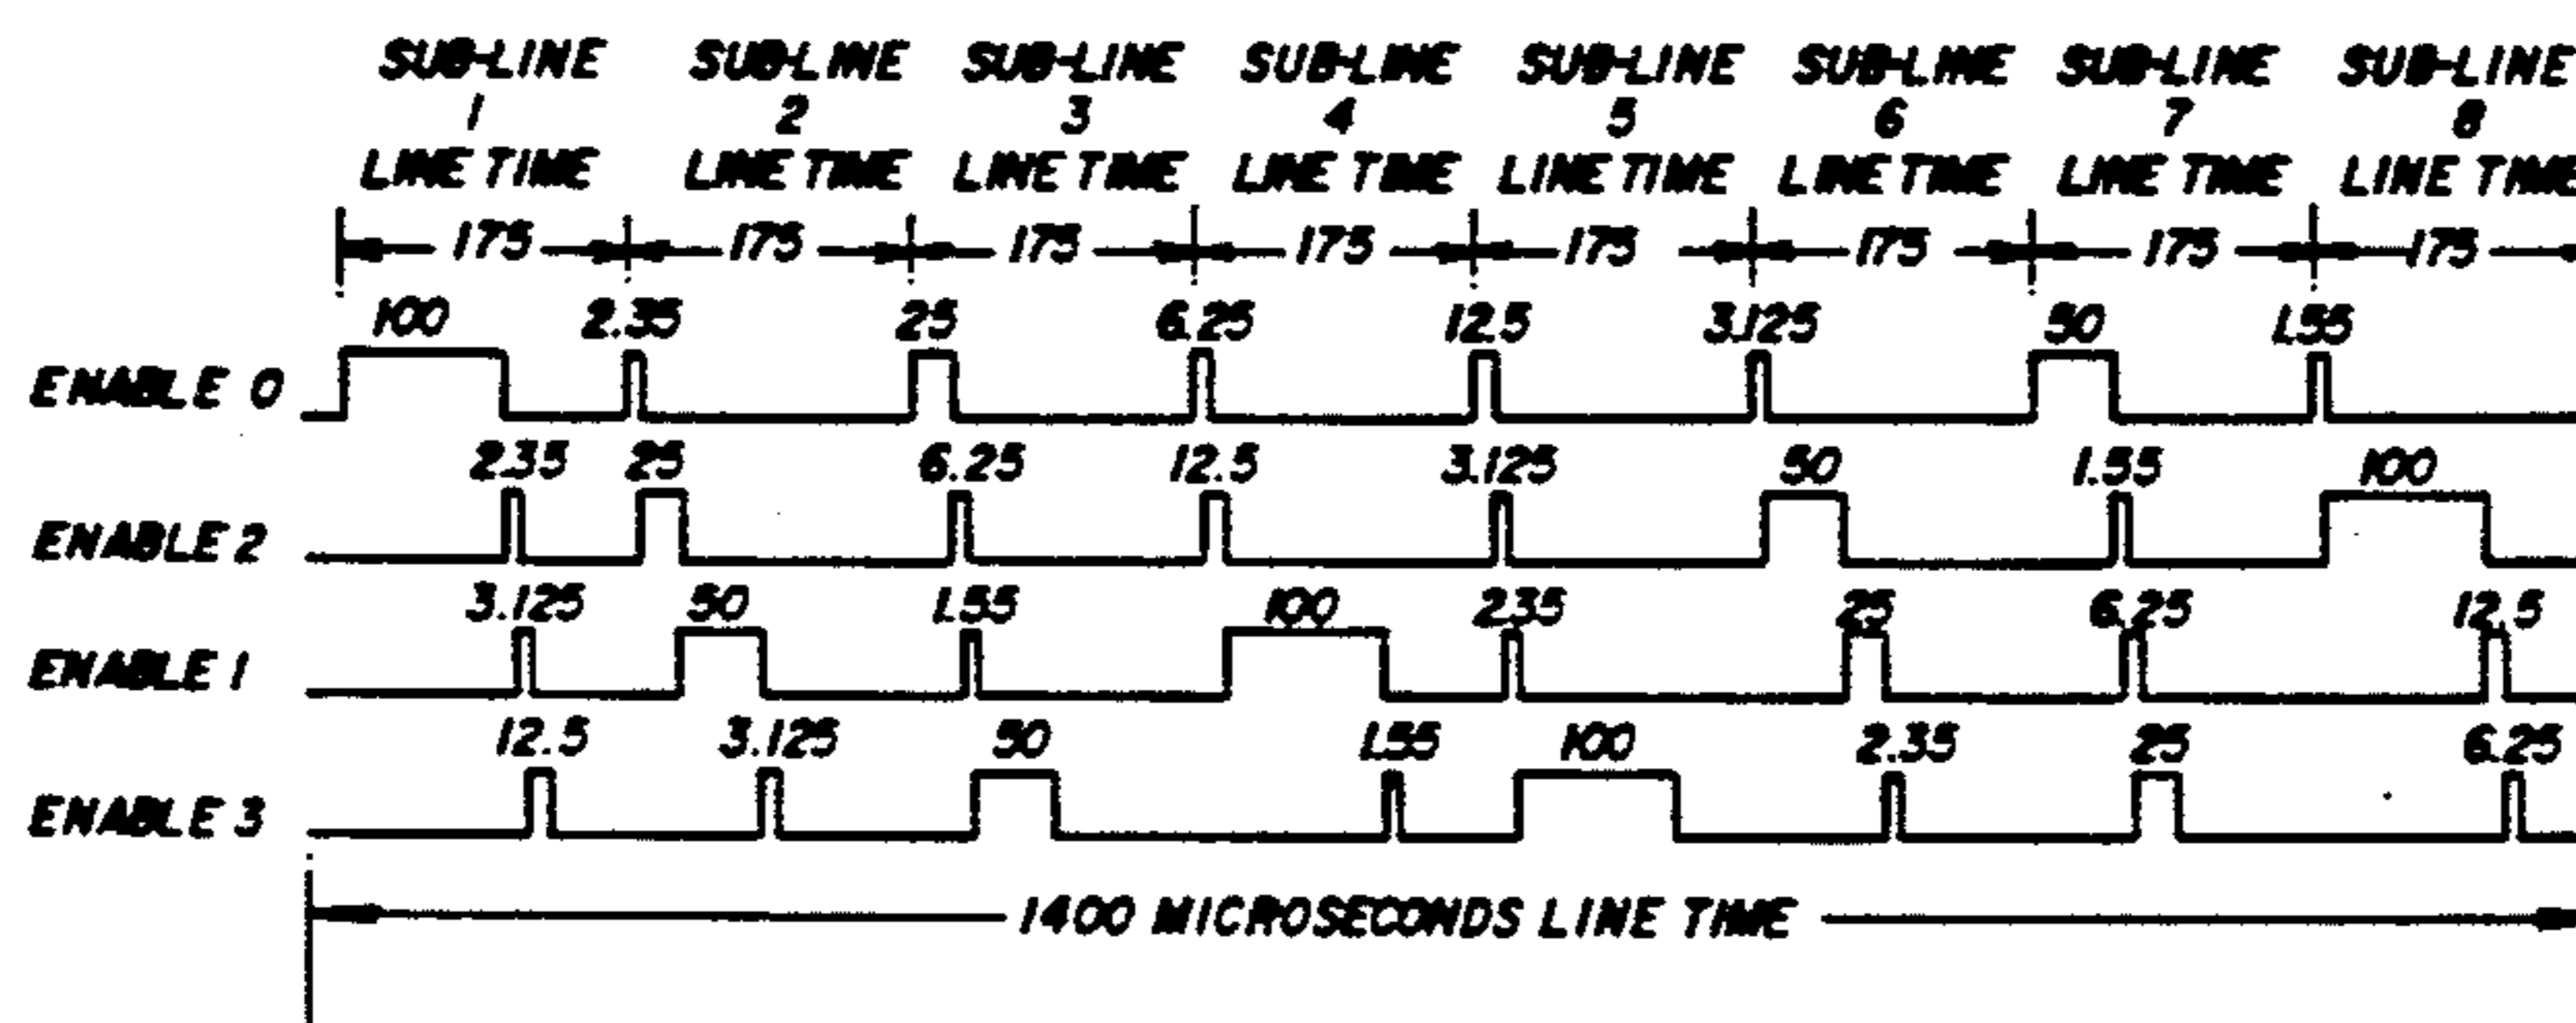 SUB-LINE SUB-LINE SUB-LINE SUB-LINE SUB-LINE SUB-LINE SUB-LINE SUB-LINE
1 2 3 4 5 6 7 8
LINE TIME LINE TIME LINE TIME LINE TIME LINE TIME LINE TIME LINE TIME LINE TIME
175 175 175 175 175 175 175 175
100 2.35 25 6.25 12.5 3.125 50 1.55
ENABLE 0
2.35 25 6.25 12.5 3.125 50 1.55 100
ENABLE 2
3.125 50 1.55 100 2.35 25 6.25 12.5
ENABLE 1
12.5 3.125 50 1.55 100 2.35 25 6.25
ENABLE 3
1400 MICROSECONDS LINE TIME